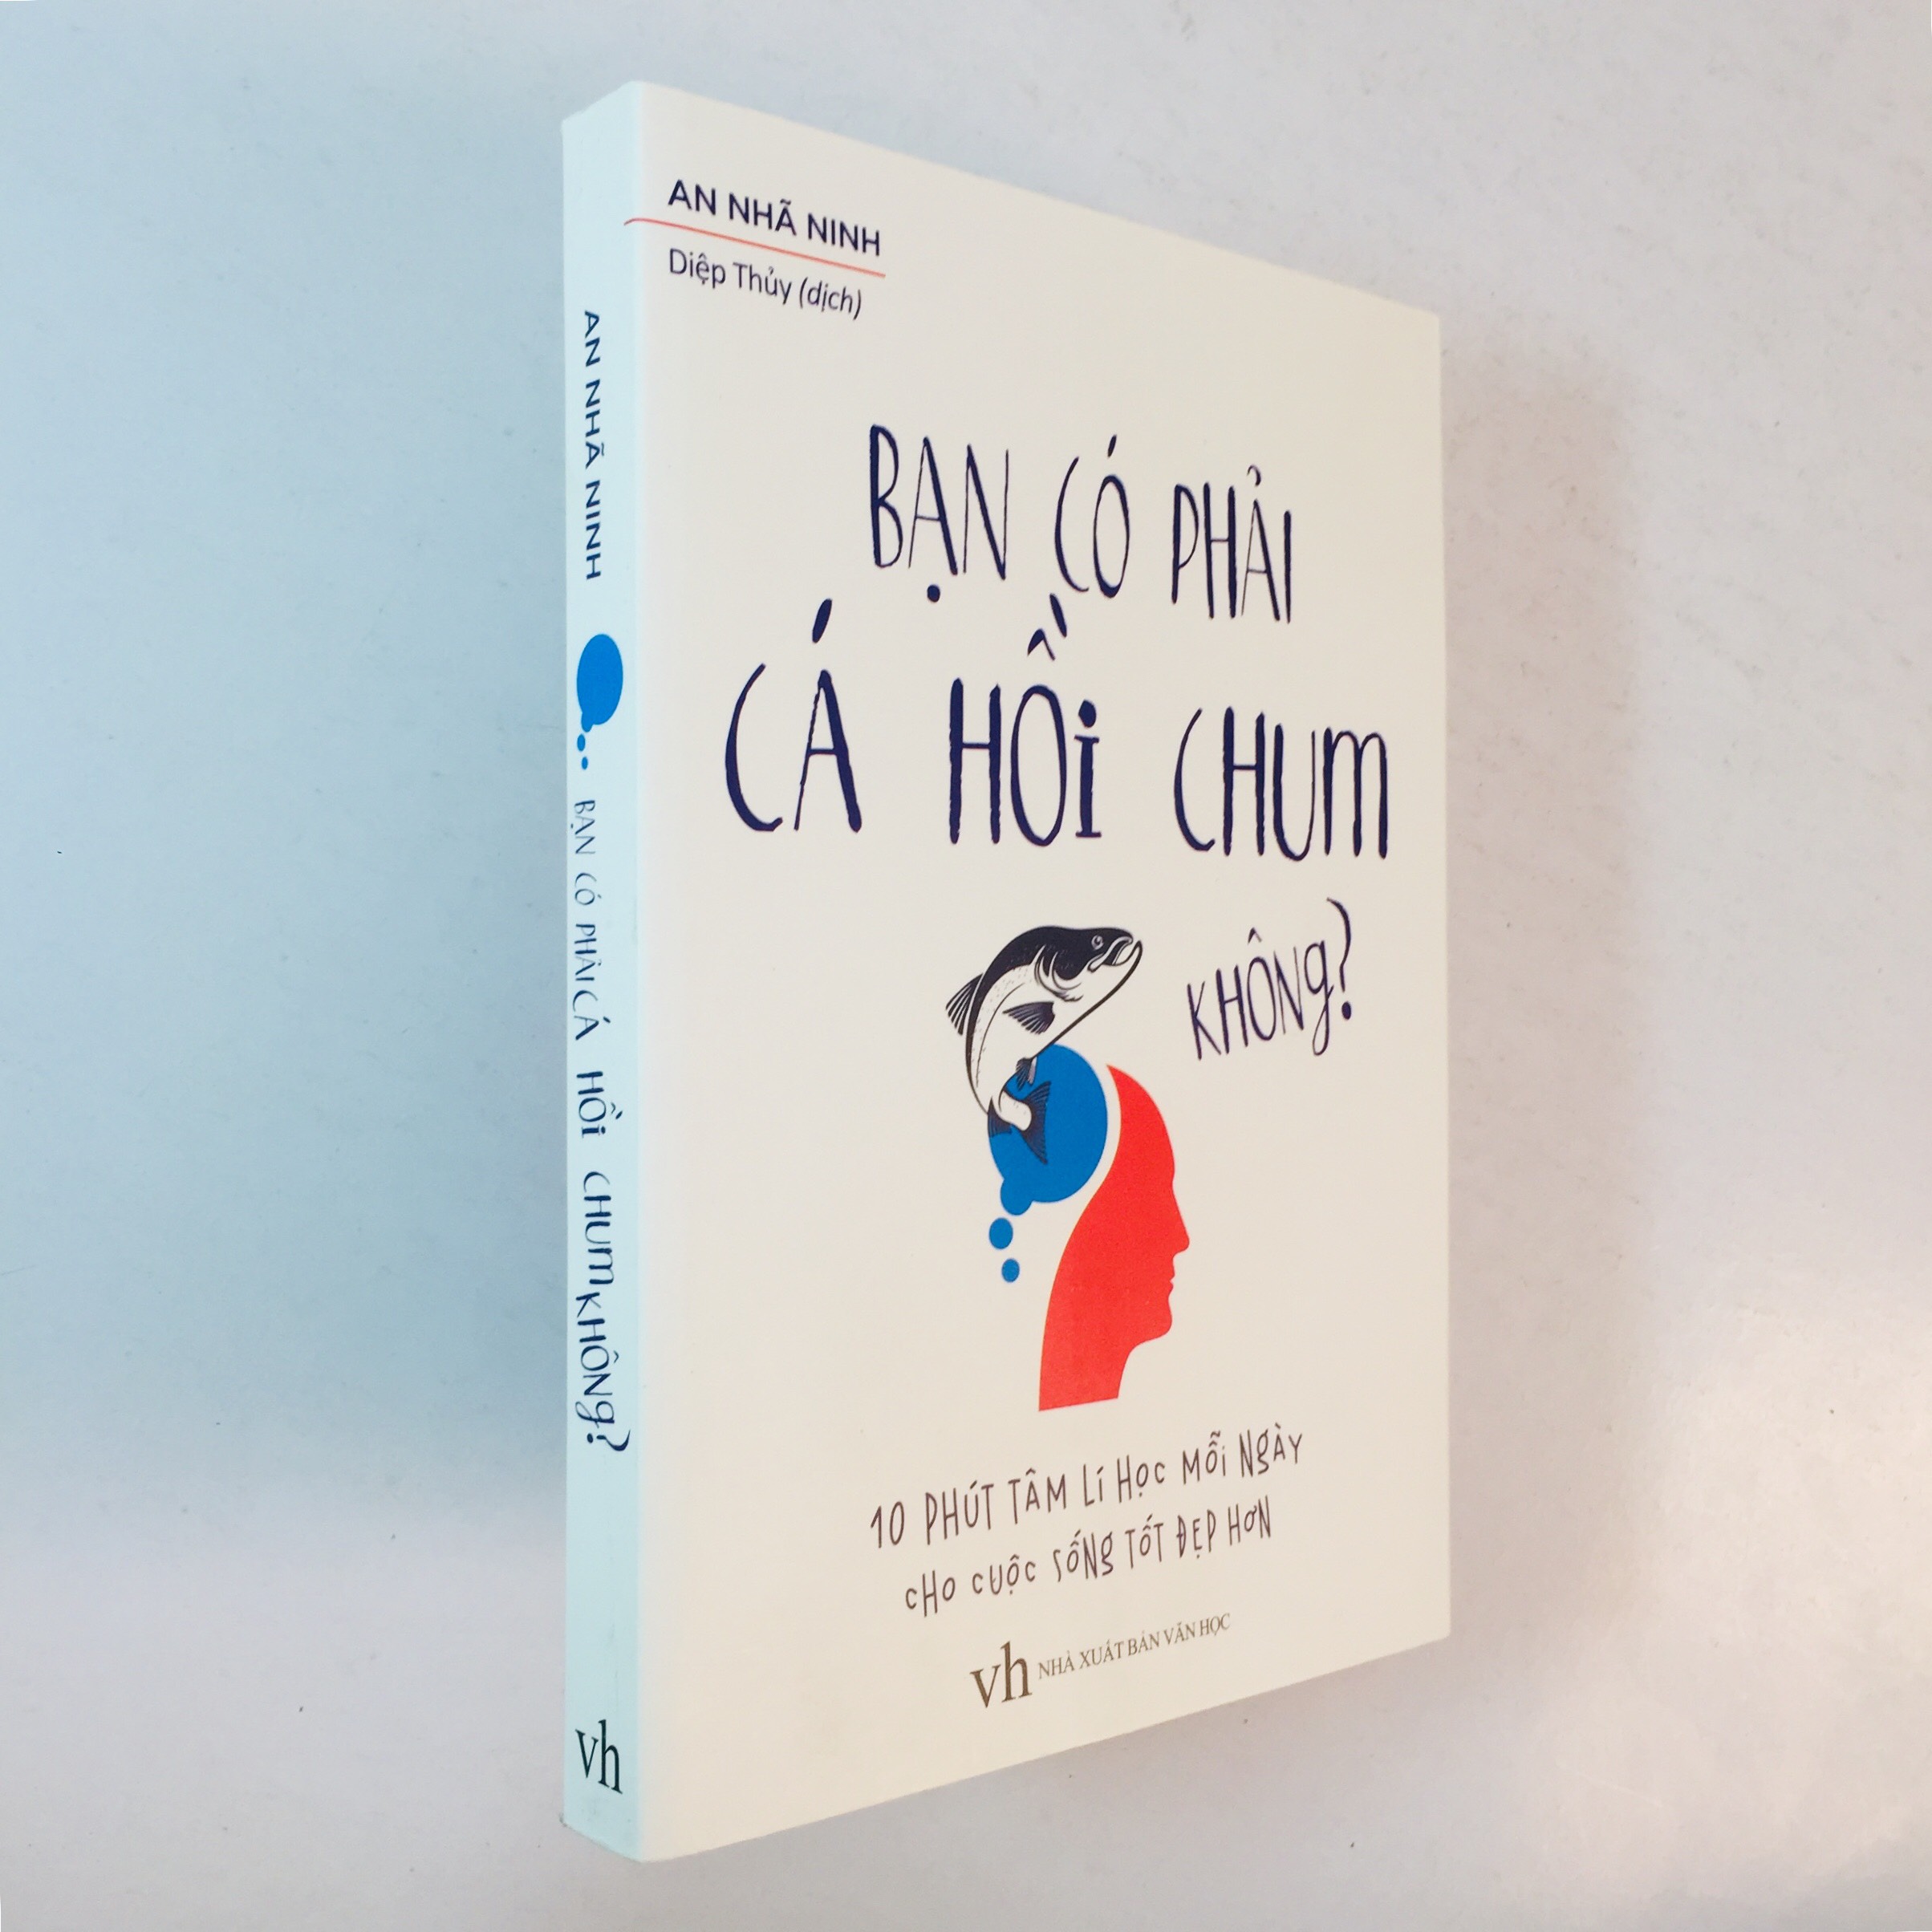 AN NHÃ NINH
Diệp Thủy (dịch)
BẠN CÓ PHẢI
CÁ HỒi CHUM
KHÔNg?
10 PHÚT TÂM LÍ HỌC MỖi NgÀY
CHO CUỘC SỐNg TỐT ĐẸP HƠN
vh NHÀ XUẤT BẢN VĂN HỌC
AN NHÃ NINH
BẠN CÓ PHẢI CÁ HỒi CHUM KHÔNg?
vh